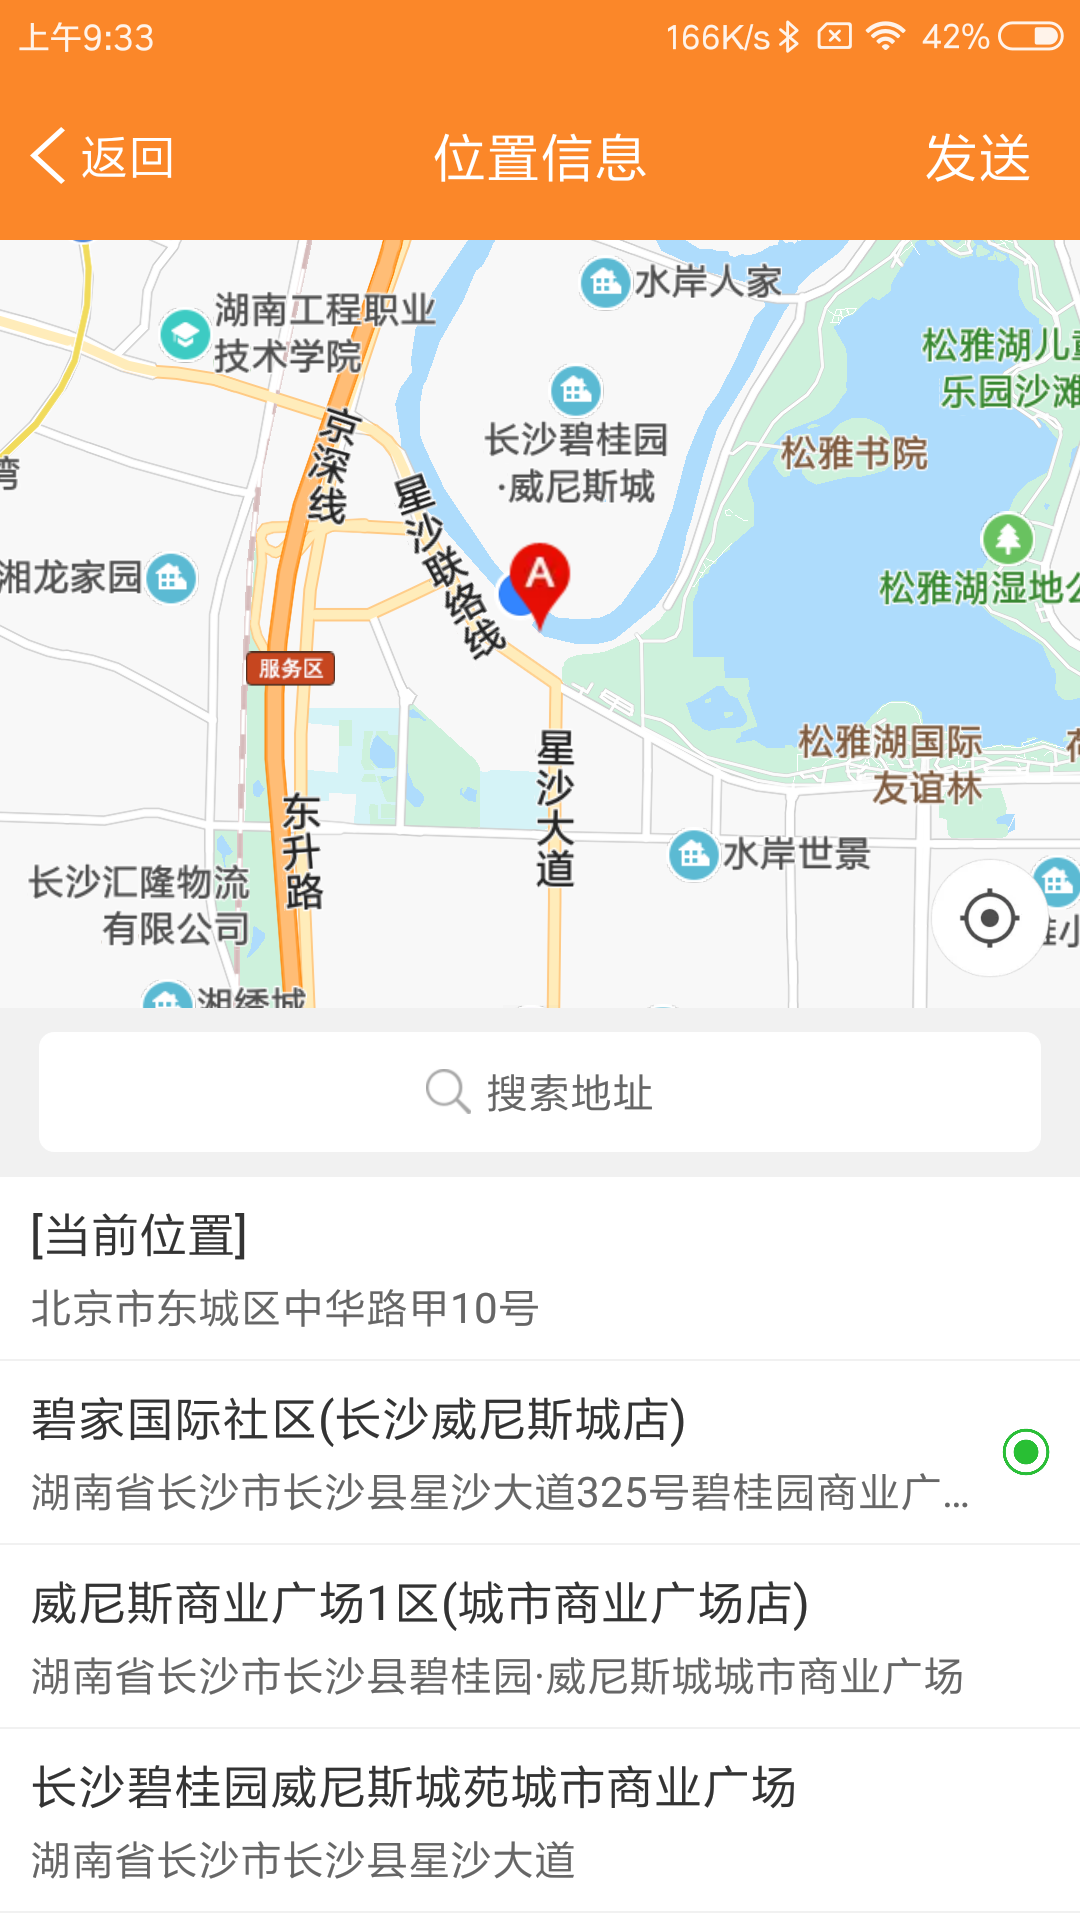 上午9:33
166K/s
42%
返回
位置信息
发送
水岸人家
湖南工程职业
技术学院
松雅湖儿童
乐园沙滩
长沙碧桂园
·威尼斯城
京深线
松雅书院
湾
星沙联络线
A
湘龙家园
松雅湖湿地公
服务区
星沙大道
松雅湖国际
友谊林
东升路
水岸世景
长沙汇隆物流
有限公司
湘绣城
搜索地址
[当前位置]
北京市东城区中华路甲10号
碧家国际社区(长沙威尼斯城店)
湖南省长沙市长沙县星沙大道325号碧桂园商业广...
威尼斯商业广场1区(城市商业广场店)
湖南省长沙市长沙县碧桂园·威尼斯城城市商业广场
长沙碧桂园威尼斯城苑城市商业广场
湖南省长沙市长沙县星沙大道